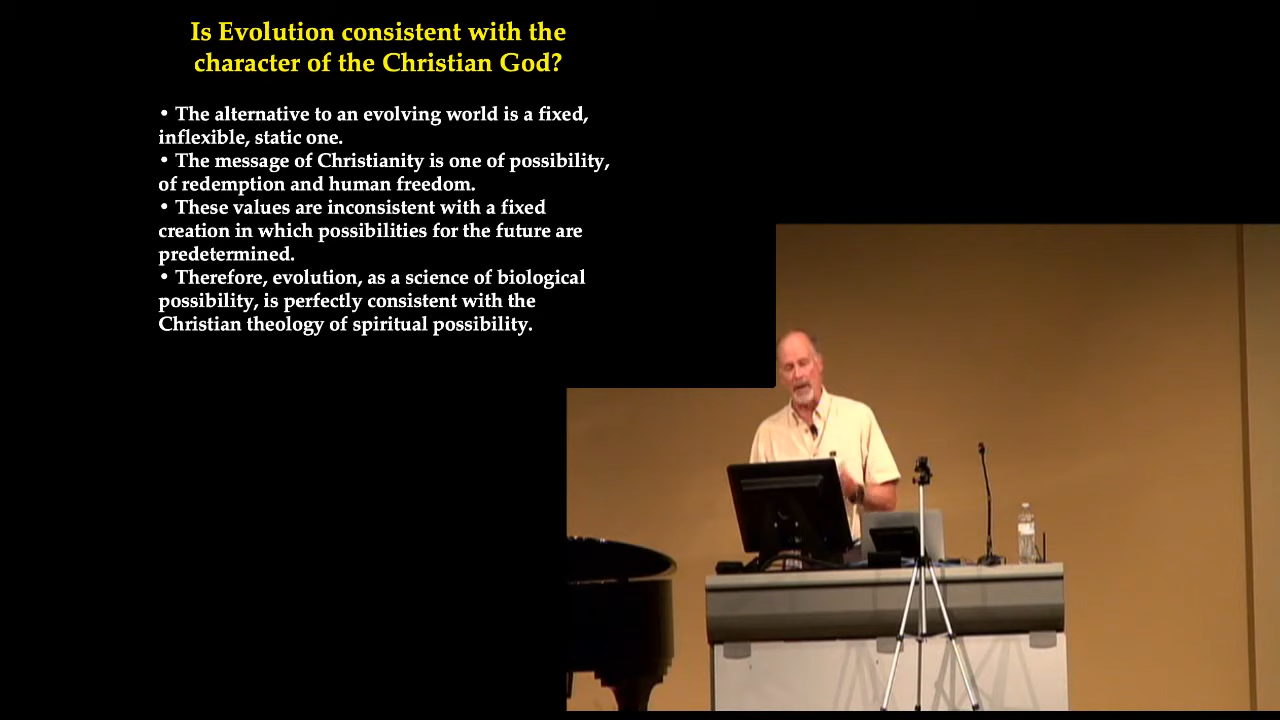 Is Evolution consistent with the
character of the Christian God?
• The alternative to an evolving world is a fixed,
inflexible, static one.
• The message of Christianity is one of possibility,
of redemption and human freedom.
• These values are inconsistent with a fixed
creation in which possibilities for the future are
predetermined.
• Therefore, evolution, as a science of biological
possibility, is perfectly consistent with the
Christian theology of spiritual possibility.